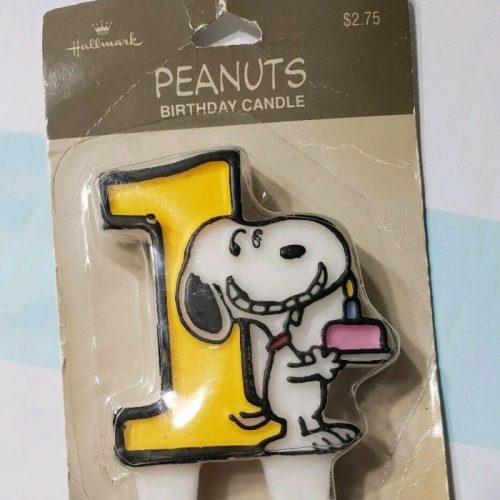 Hallmark
$2.75
PEANUTS
BIRTHDAY CANDLE
1